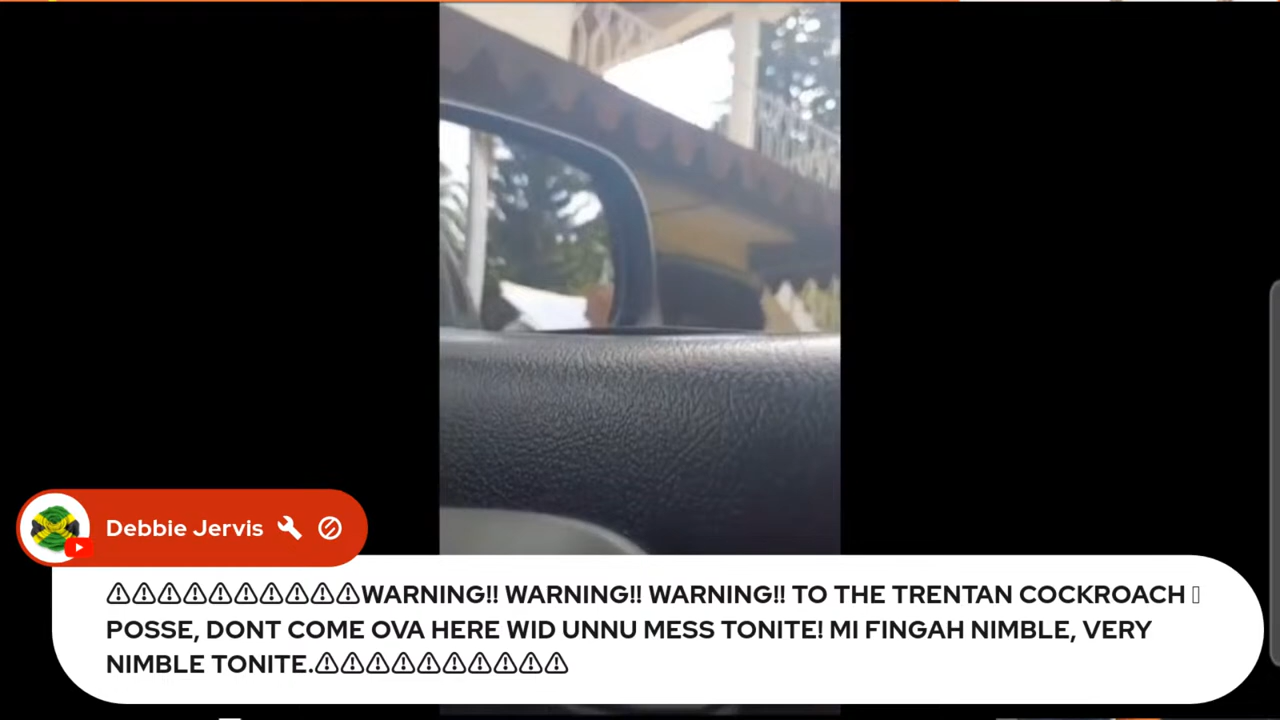 Debbie Jervis
⚠⚠⚠⚠⚠⚠⚠⚠⚠⚠WARNING!! WARNING!! WARNING!! TO THE TRENTAN COCKROACH
POSSE, DONT COME OVA HERE WID UNNU MESS TONITE! MI FINGAH NIMBLE, VERY
NIMBLE TONITE.⚠⚠⚠⚠⚠⚠⚠⚠⚠⚠